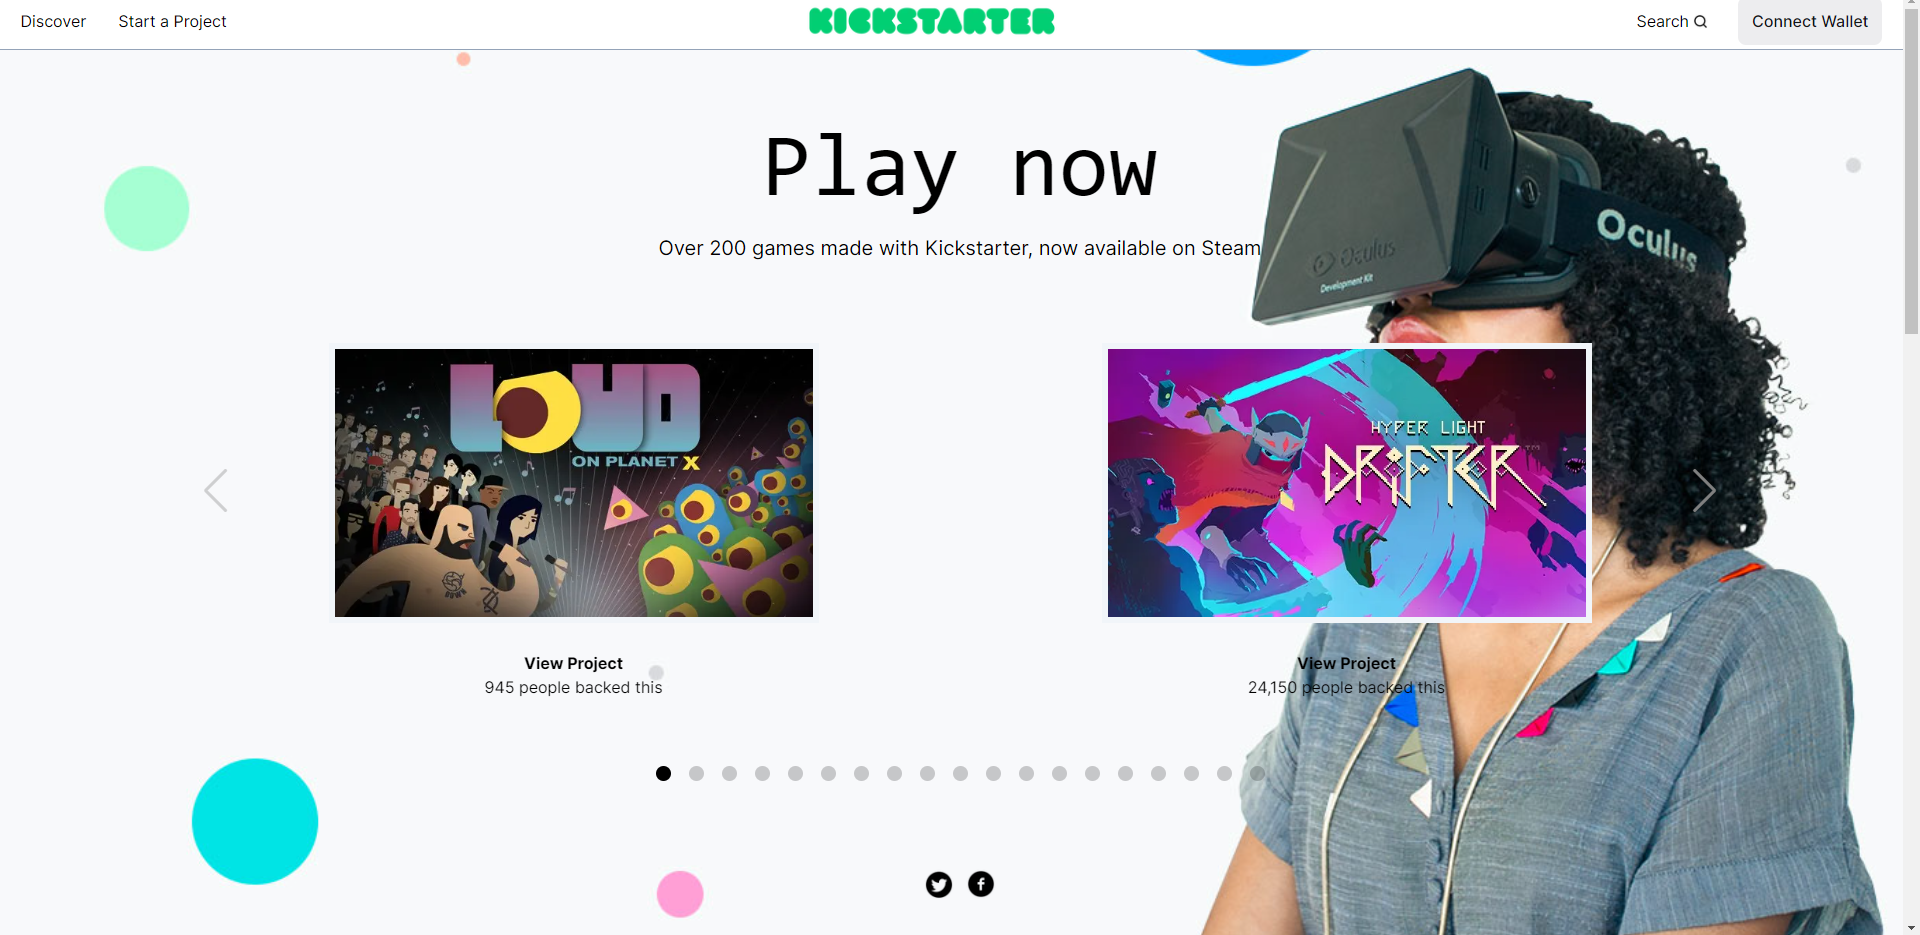 Discover
Start a Project
KICKSTARTER
Search
Connect Wallet
Play now
Over 200 games made with Kickstarter, now available on Steam
Oculus
Oculus
Development Kit
LOUD
ON PLANET X
DOWN
HYPER LIGHT
DRIFTER
View Project
945 people backed this
View Project
24,150 people backed this